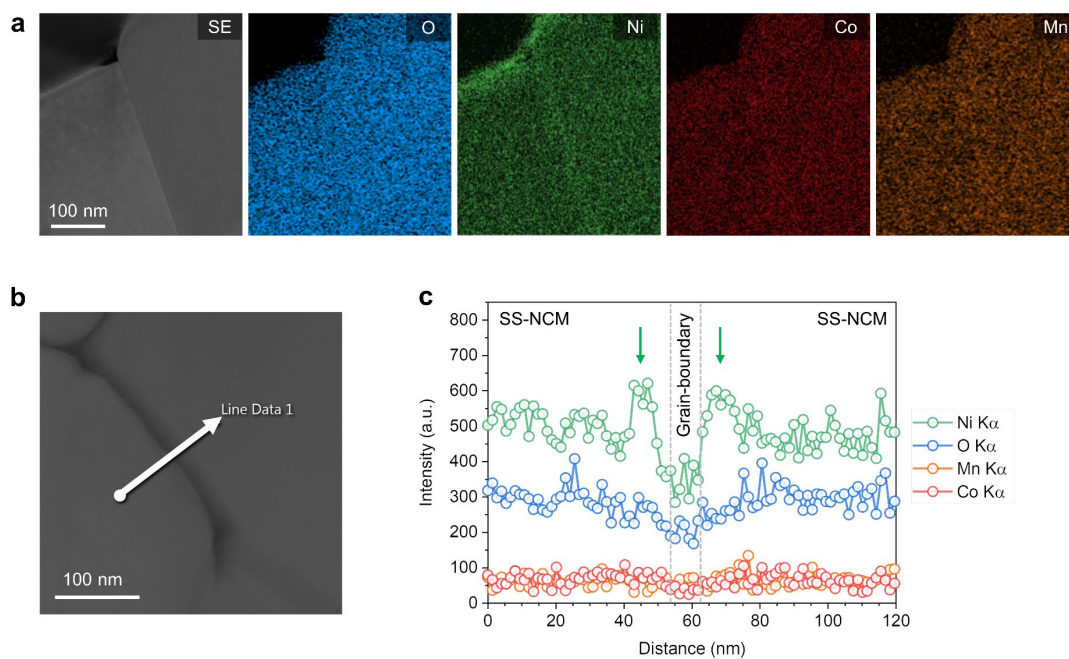 a
SE
O
Ni
Co
Mn
100 nm
b
Line Data 1
100 nm
c
800
700
600
500
400
300
200
100
0
Intensity (a.u.)
SS-NCM
Grain-boundary
SS-NCM
0
20
40
60
80
100
120
Distance (nm)
Ni Kα
O Kα
Mn Kα
Co Kα